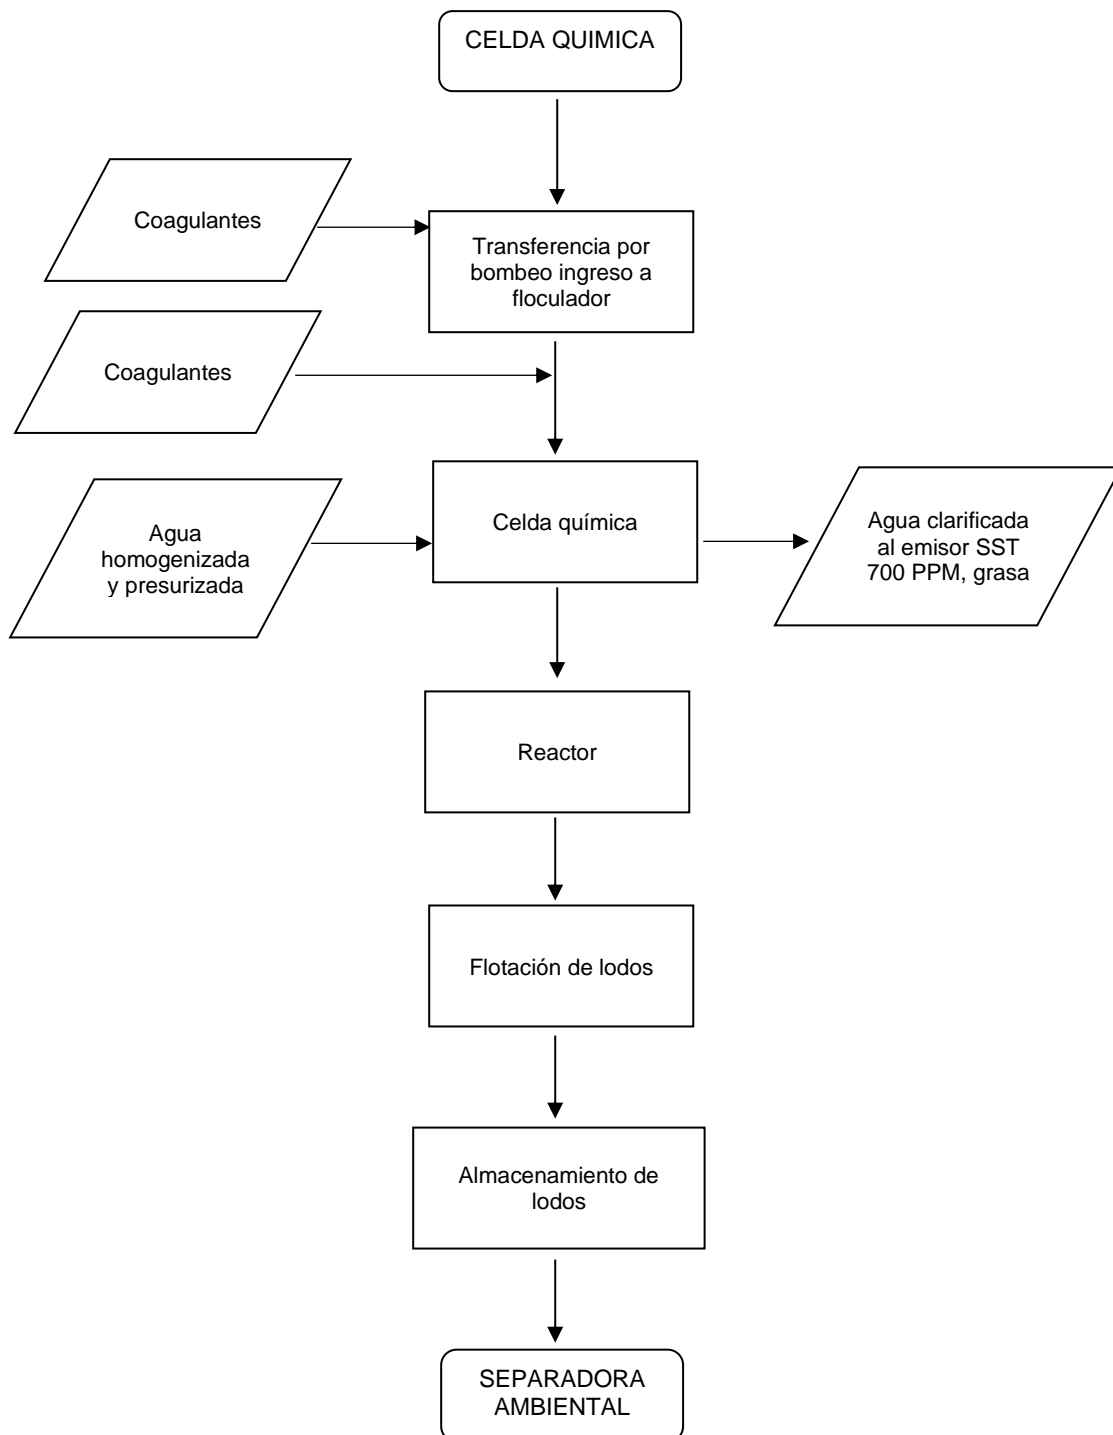 CELDA QUIMICA
Coagulantes
Transferencia por
bombeo ingreso a
floculador
Coagulantes
Agua
homogenizada
y presurizada
Celda química
Agua clarificada
al emisor SST
700 PPM, grasa
Reactor
Flotación de lodos
Almacenamiento de
lodos
SEPARADORA
AMBIENTAL